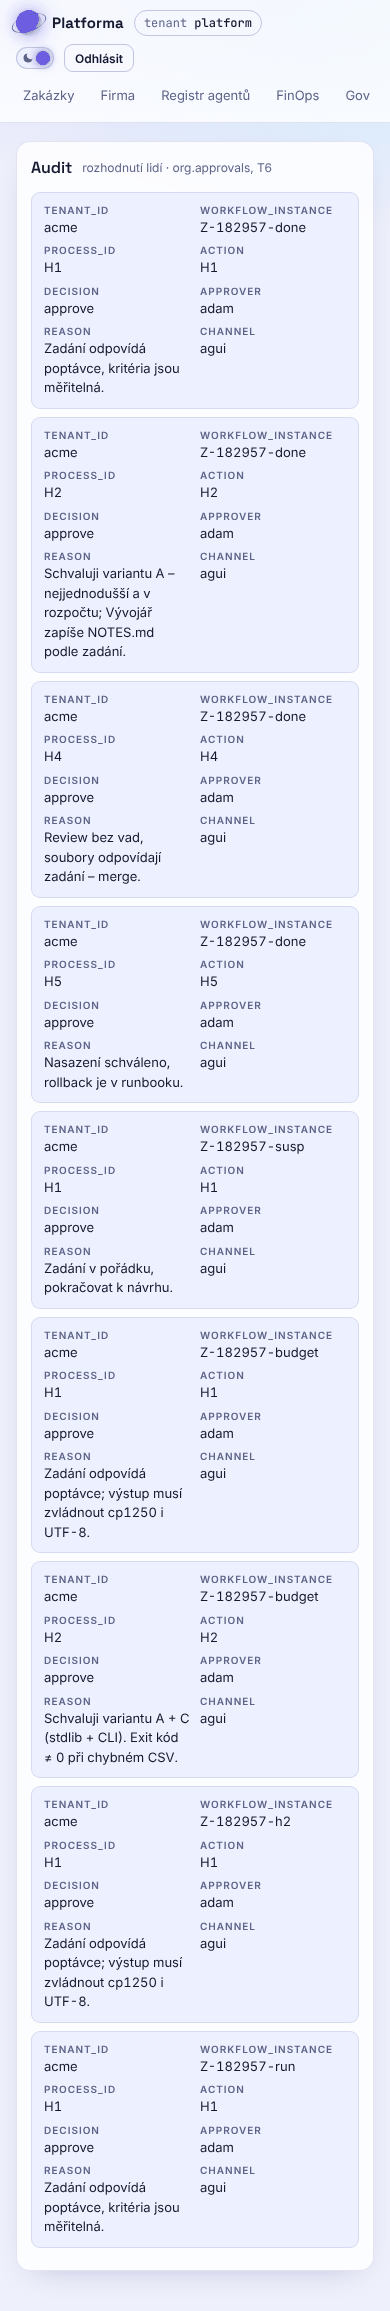 Platforma tenant platform
Odhlásit
Zakázky Firma Registr agentů FinOps Gov
Audit rozhodnutí lidí · org.approvals, T6
TENANT_ID WORKFLOW_INSTANCE
acme Z-182957-done
PROCESS_ID ACTION
H1 H1
DECISION APPROVER
approve adam
REASON CHANNEL
Zadání odpovídá agui
poptávce, kritéria jsou
měřitelná.
TENANT_ID WORKFLOW_INSTANCE
acme Z-182957-done
PROCESS_ID ACTION
H2 H2
DECISION APPROVER
approve adam
REASON CHANNEL
Schvaluji variantu A – agui
nejjednodušší a v
rozpočtu; Vývojář
zapíše NOTES.md
podle zadání.
TENANT_ID WORKFLOW_INSTANCE
acme Z-182957-done
PROCESS_ID ACTION
H4 H4
DECISION APPROVER
approve adam
REASON CHANNEL
Review bez vad, agui
soubory odpovídají
zadání – merge.
TENANT_ID WORKFLOW_INSTANCE
acme Z-182957-done
PROCESS_ID ACTION
H5 H5
DECISION APPROVER
approve adam
REASON CHANNEL
Nasazení schváleno, agui
rollback je v runbooku.
TENANT_ID WORKFLOW_INSTANCE
acme Z-182957-susp
PROCESS_ID ACTION
H1 H1
DECISION APPROVER
approve adam
REASON CHANNEL
Zadání v pořádku, agui
pokračovat k návrhu.
TENANT_ID WORKFLOW_INSTANCE
acme Z-182957-budget
PROCESS_ID ACTION
H1 H1
DECISION APPROVER
approve adam
REASON CHANNEL
Zadání odpovídá agui
poptávce; výstup musí
zvládnout cp1250 i
UTF-8.
TENANT_ID WORKFLOW_INSTANCE
acme Z-182957-budget
PROCESS_ID ACTION
H2 H2
DECISION APPROVER
approve adam
REASON CHANNEL
Schvaluji variantu A + C agui
(stdlib + CLI). Exit kód
≠ 0 při chybném CSV.
TENANT_ID WORKFLOW_INSTANCE
acme Z-182957-h2
PROCESS_ID ACTION
H1 H1
DECISION APPROVER
approve adam
REASON CHANNEL
Zadání odpovídá agui
poptávce; výstup musí
zvládnout cp1250 i
UTF-8.
TENANT_ID WORKFLOW_INSTANCE
acme Z-182957-run
PROCESS_ID ACTION
H1 H1
DECISION APPROVER
approve adam
REASON CHANNEL
Zadání odpovídá agui
poptávce, kritéria jsou
měřitelná.